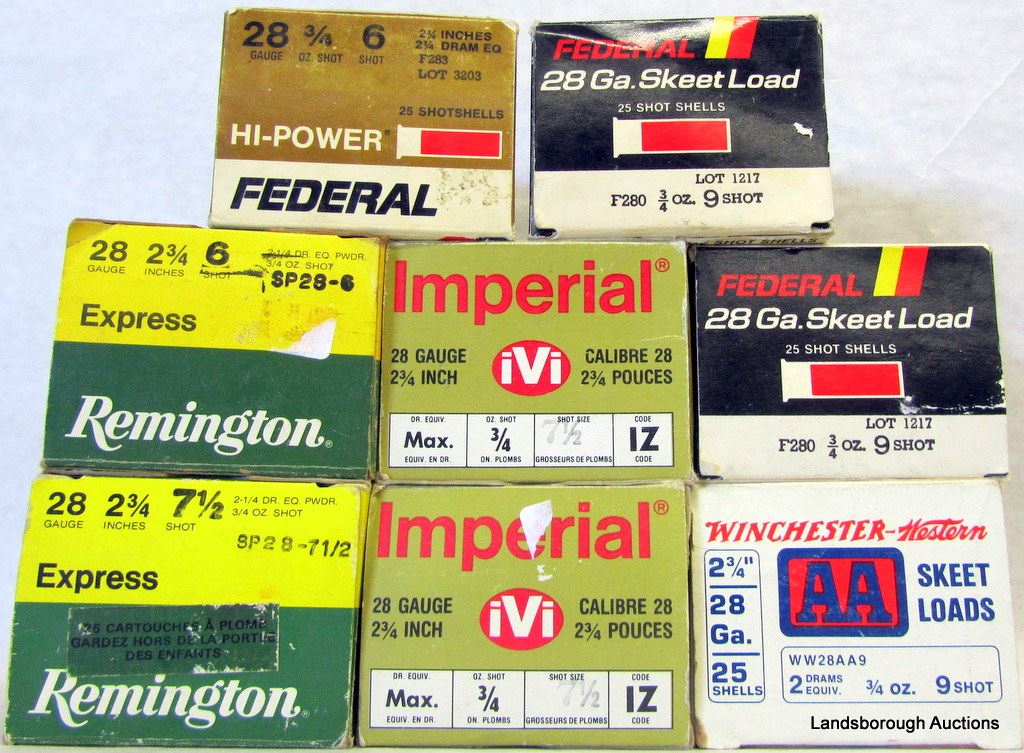 28 3/4 6
GAUGE OZ. SHOT SHOT
2¾ INCHES
2¼ DRAM EQ
F283
LOT 3203
25 SHOTSHELLS
HI-POWER®
FEDERAL
FEDERAL
28 Ga. Skeet Load
25 SHOT SHELLS
LOT 1217
F280 3/4 OZ. 9 SHOT
28 2¾ 6
GAUGE INCHES SHOT
2-1/4 DR. EQ. PWDR.
3/4 OZ. SHOT
SP28-6
Express
Remington®
Imperial®
28 GAUGE
2¾ INCH
iVi
CALIBRE 28
2¾ POUCES
DR. EQUIV.
Max.
EQUIV. EN DR.
OZ. SHOT
¾
ON. PLOMBS
SHOT SIZE
7½
GROSSEURS DE PLOMBS
CODE
IZ
CODE
SHOT SHELLS
FEDERAL
28 Ga. Skeet Load
25 SHOT SHELLS
LOT 1217
F280 3/4 OZ. 9 SHOT
28 2¾ 7½
GAUGE INCHES SHOT
2-1/4 DR. EQ. PWDR.
3/4 OZ. SHOT
SP28-71/2
Express
25 CARTOUCHES À PLOMB
GARDEZ HORS DE LA PORTÉE
DES ENFANTS
Remington®
Imperial®
28 GAUGE
2¾ INCH
iVi
CALIBRE 28
2¾ POUCES
DR. EQUIV.
Max.
EQUIV. EN DR.
OZ. SHOT
¾
ON. PLOMBS
SHOT SIZE
7½
GROSSEURS DE PLOMBS
CODE
IZ
CODE
WINCHESTER-Western
2¾"
28
Ga.
25
SHELLS
AA
SKEET
LOADS
WW28AA9
2 DRAMS EQUIV. ¾ OZ. 9 SHOT
Landsborough Auctions